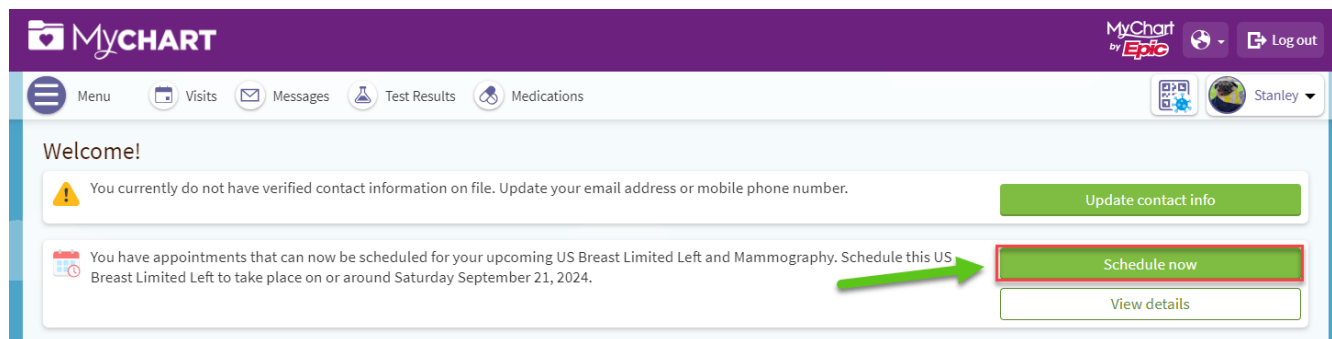 MyCHART
MyChart
by Epic
Log out
Menu
Visits
Messages
Test Results
Medications
Stanley
Welcome!
You currently do not have verified contact information on file. Update your email address or mobile phone number.
Update contact info
You have appointments that can now be scheduled for your upcoming US Breast Limited Left and Mammography. Schedule this US
Breast Limited Left to take place on or around Saturday September 21, 2024.
Schedule now
View details